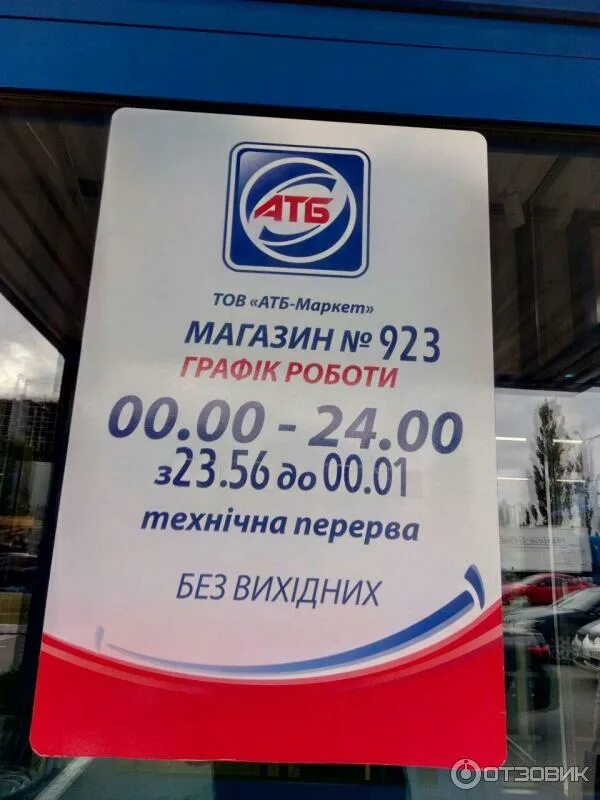 АТБ
ТОВ «АТБ-Маркет»
МАГАЗИН № 923
ГРАФІК РОБОТИ
00.00 - 24.00
з 23.56 до 00.01
технічна перерва
БЕЗ ВИХІДНИХ
ОТЗОВИК